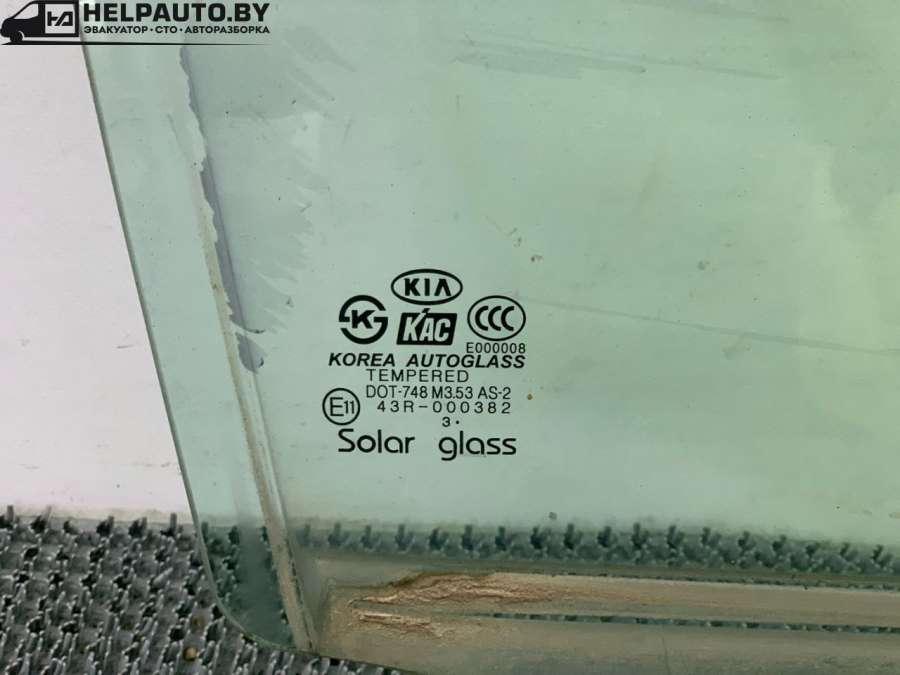 HELPAUTO.BY
ЭВАКУАТОР • СТО • АВТОРАЗБОРКА
KIA
K
KAC
CCC
E000008
KOREA AUTOGLASS
TEMPERED
DOT-748 M3.53 AS-2
E11
43R-000382
3•
Solar glass